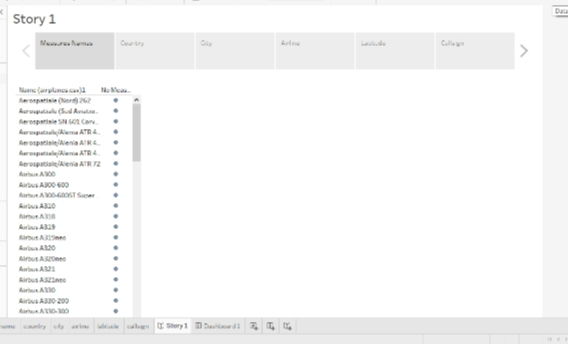 Data
Story 1
Measures Names
Country
City
Airline
Latitude
Callsign
Name (airplanes.csv)1 No Meas..
Aerospatiale (Nord) 262
Aerospatiale (Sud Aviatio..
Aerospatiale SN.601 Corv..
Aerospatiale/Alenia ATR 4..
Aerospatiale/Alenia ATR 4..
Aerospatiale/Alenia ATR 4..
Aerospatiale/Alenia ATR 72
Airbus A300
Airbus A300-600
Airbus A300-600ST Super ..
Airbus A310
Airbus A318
Airbus A319
Airbus A319neo
Airbus A320
Airbus A320neo
Airbus A321
Airbus A321neo
Airbus A330
Airbus A330-200
Airbus A330-300
name country city airline latitude callsign Story 1 Dashboard 1